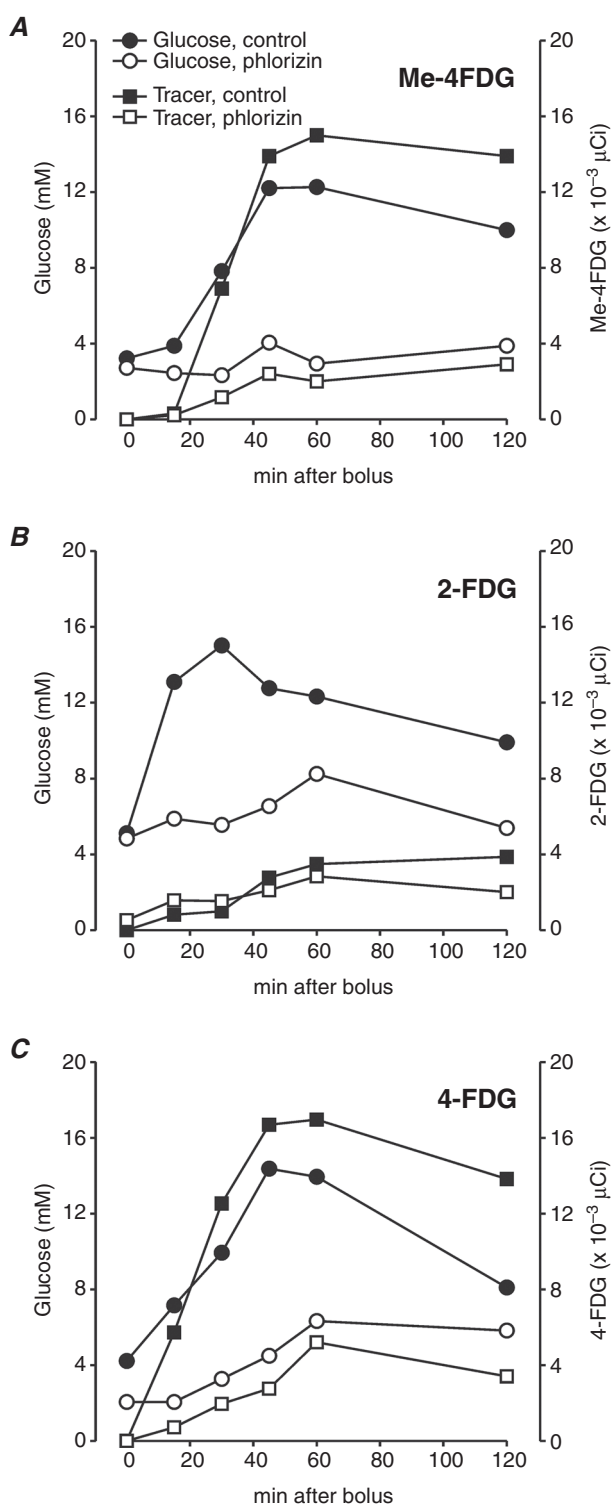 A
Glucose, control
Glucose, phlorizin
Tracer, control
Tracer, phlorizin
Me-4FDG
20
16
12
8
4
0
Glucose (mM)
20
16
12
8
4
0
Me-4FDG (x 10⁻³ μCi)
0 20 40 60 80 100 120
min after bolus
B
2-FDG
20
16
12
8
4
0
Glucose (mM)
20
16
12
8
4
0
2-FDG (x 10⁻³ μCi)
0 20 40 60 80 100 120
min after bolus
C
4-FDG
20
16
12
8
4
0
Glucose (mM)
20
16
12
8
4
0
4-FDG (x 10⁻³ μCi)
0 20 40 60 80 100 120
min after bolus